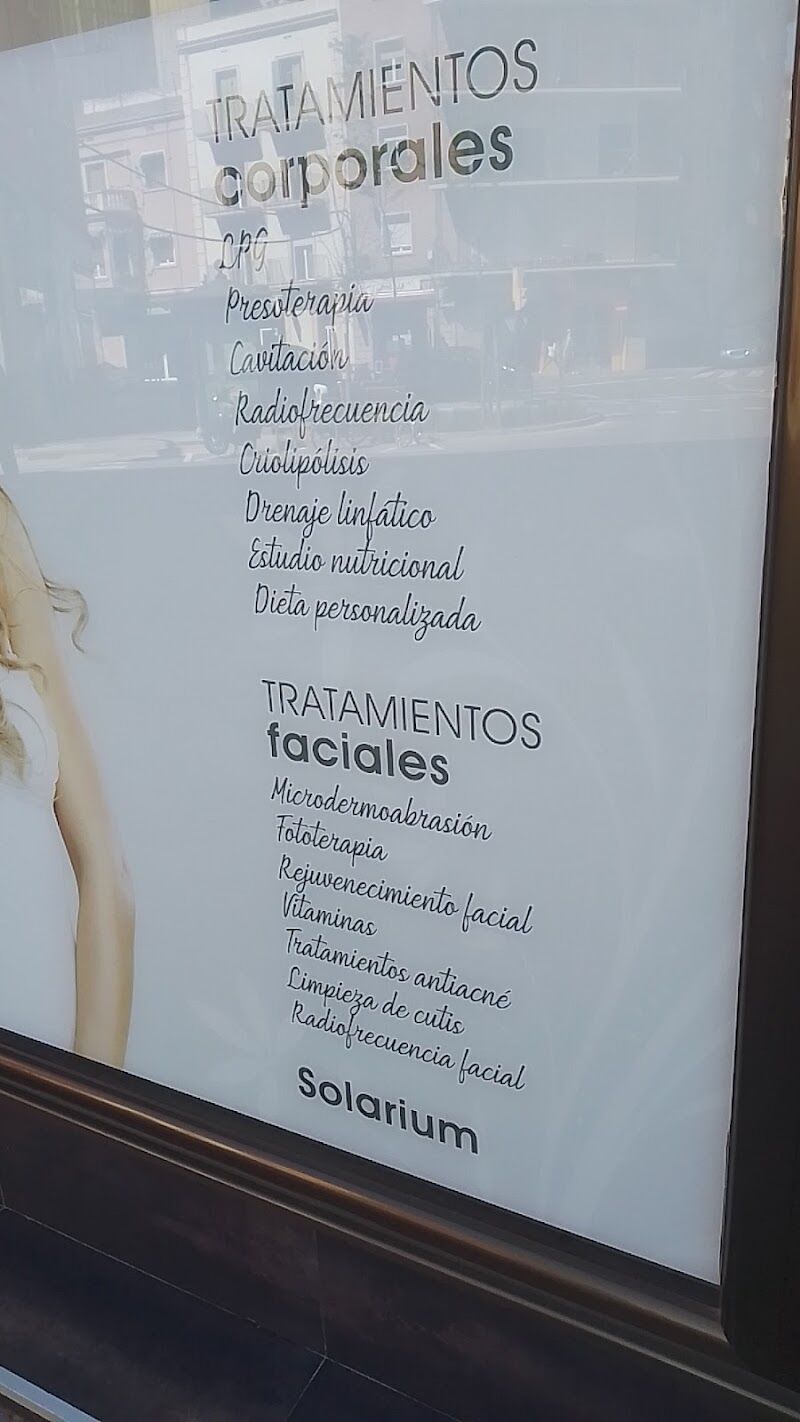 TRATAMIENTOS
corporales
LPG
Presoterapia
Cavitación
Radiofrecuencia
Criolipólisis
Drenaje linfático
Estudio nutricional
Dieta personalizada
TRATAMIENTOS
faciales
Microdermoabrasión
Fototerapia
Rejuvenecimiento facial
Vitaminas
Tratamientos antiacné
Limpieza de cutis
Radiofrecuencia facial
Solarium